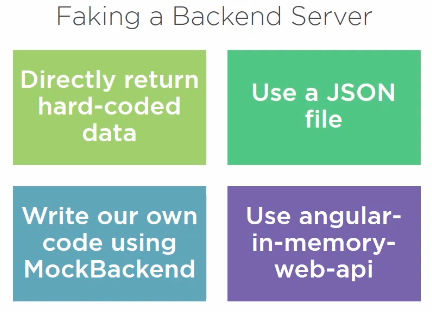 Faking a Backend Server
Directly return
hard-coded
data
Use a JSON
file
Write our own
code using
MockBackend
Use angular-
in-memory-
web-api